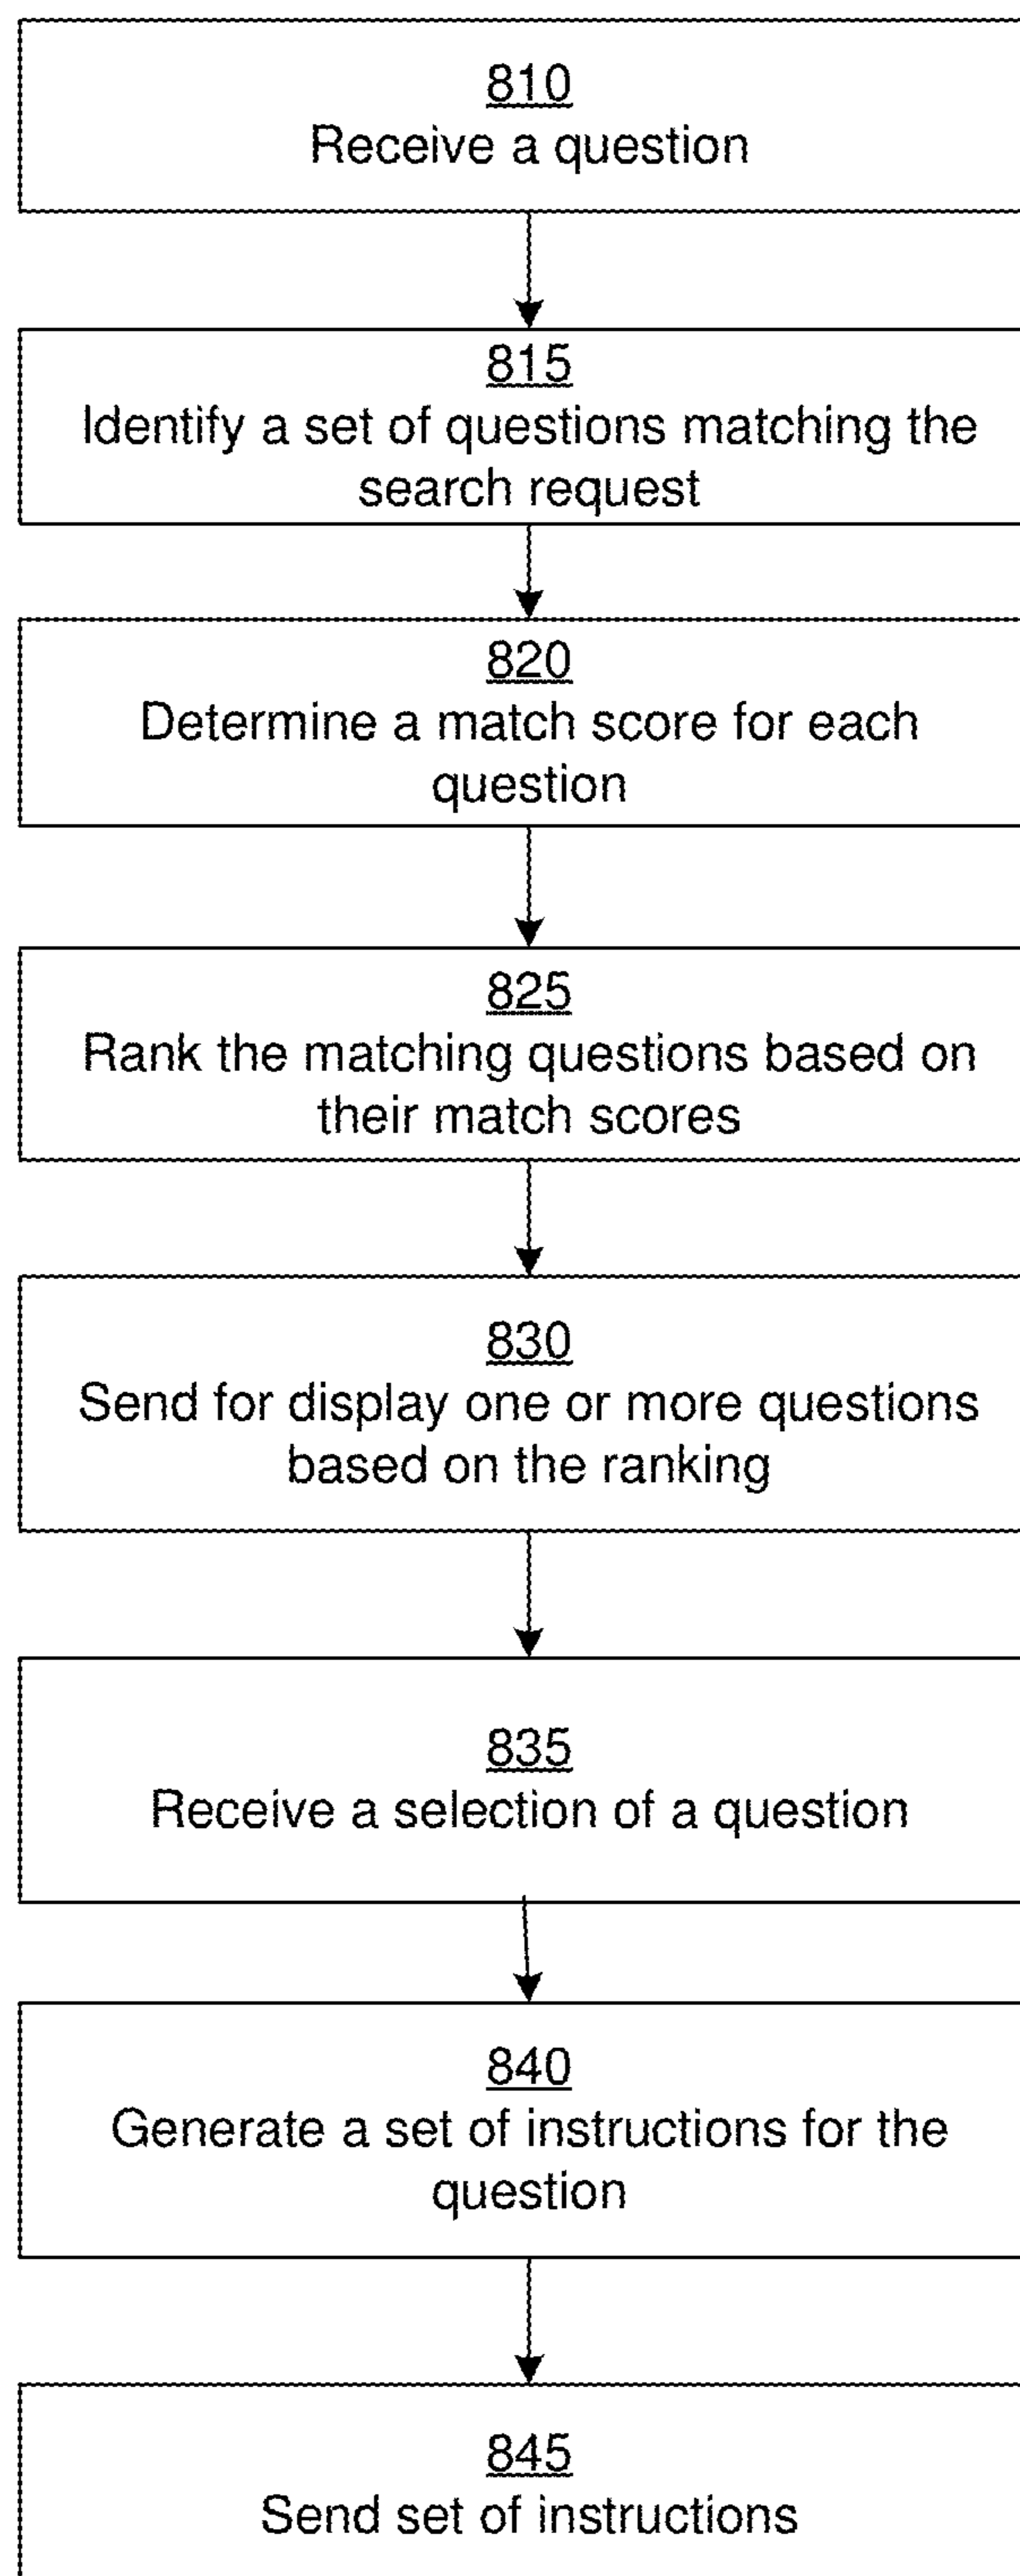 810
Receive a question
815
Identify a set of questions matching the
search request
820
Determine a match score for each
question
825
Rank the matching questions based on
their match scores
830
Send for display one or more questions
based on the ranking
835
Receive a selection of a question
840
Generate a set of instructions for the
question
845
Send set of instructions